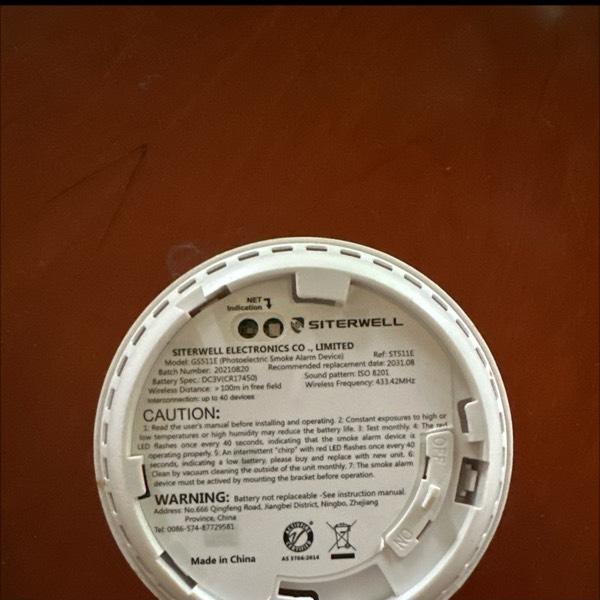 NET
Indication
SITERWELL
SITERWELL ELECTRONICS CO ., LIMITED
Model: GS511E (Photoelectric Smoke Alarm Device) Ref: ST511E
Batch Number: 20210820 Recommended replacement date: 2031.08
Battery Spec: DC3V(CR17450) Sound pattern: ISO 8201
Wireless Distance: >100m in free field Wireless Frequency: 433.42MHz
Interconnection: up to 40 devices
CAUTION:
1: Read the user's manual before installing and operating. 2: Constant exposures to high or
low temperatures or high humidity may reduce the battery life. 3: Test monthly. 4: The red
LED flashes once every 40 seconds, indicating that the smoke alarm device is
operating properly. 5: An intermittent "chirp" with red LED flashes once every 40
seconds, indicating a low battery, please buy and replace with new unit. 6:
Clean by vacuum cleaning the outside of the unit monthly. 7: The smoke alarm
device must be actived by mounting the bracket before operation.
WARNING: Battery not replaceable -See instruction manual.
Address: No.666 Qingfeng Road, Jiangbei District, Ningbo, Zhejiang
Province, China
Tel: 0086-574-87729581
Made in China
AS 3786:2014
OFF
ON